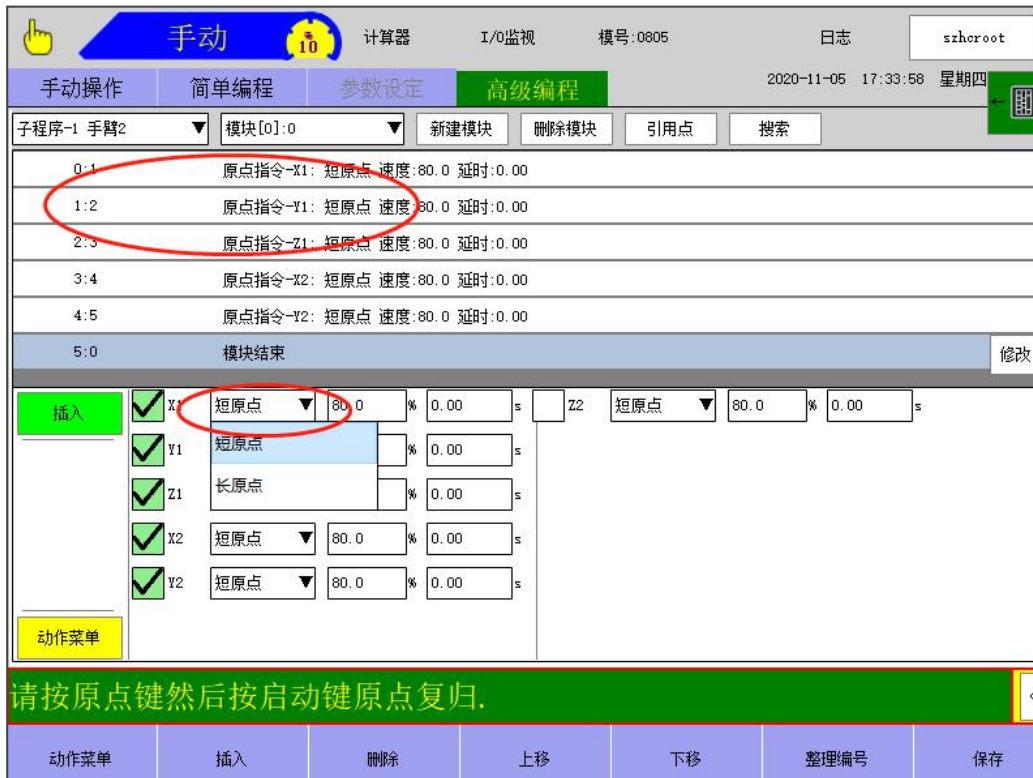 手动 % 10 计算器 I/O监视 模号:0805 日志 szhcroot
手动操作 简单编程 参数设定 高级编程 2020-11-05 17:33:58 星期四
子程序-1 手臂2 ▼ 模块[0]:0 ▼ 新建模块 删除模块 引用点 搜索
0:1 原点指令-X1: 短原点 速度:80.0 延时:0.00
1:2 原点指令-Y1: 短原点 速度:80.0 延时:0.00
2:3 原点指令-Z1: 短原点 速度:80.0 延时:0.00
3:4 原点指令-X2: 短原点 速度:80.0 延时:0.00
4:5 原点指令-Y2: 短原点 速度:80.0 延时:0.00
5:0 模块结束 修改
插入 X1 短原点 ▼ 80.0 % 0.00 s Z2 短原点 ▼ 80.0 % 0.00 s
Y1 短原点 % 0.00 s
Z1 长原点 % 0.00 s
X2 短原点 ▼ 80.0 % 0.00 s
Y2 短原点 ▼ 80.0 % 0.00 s
动作菜单
请按原点键然后按启动键原点复归.
动作菜单 插入 删除 上移 下移 整理编号 保存